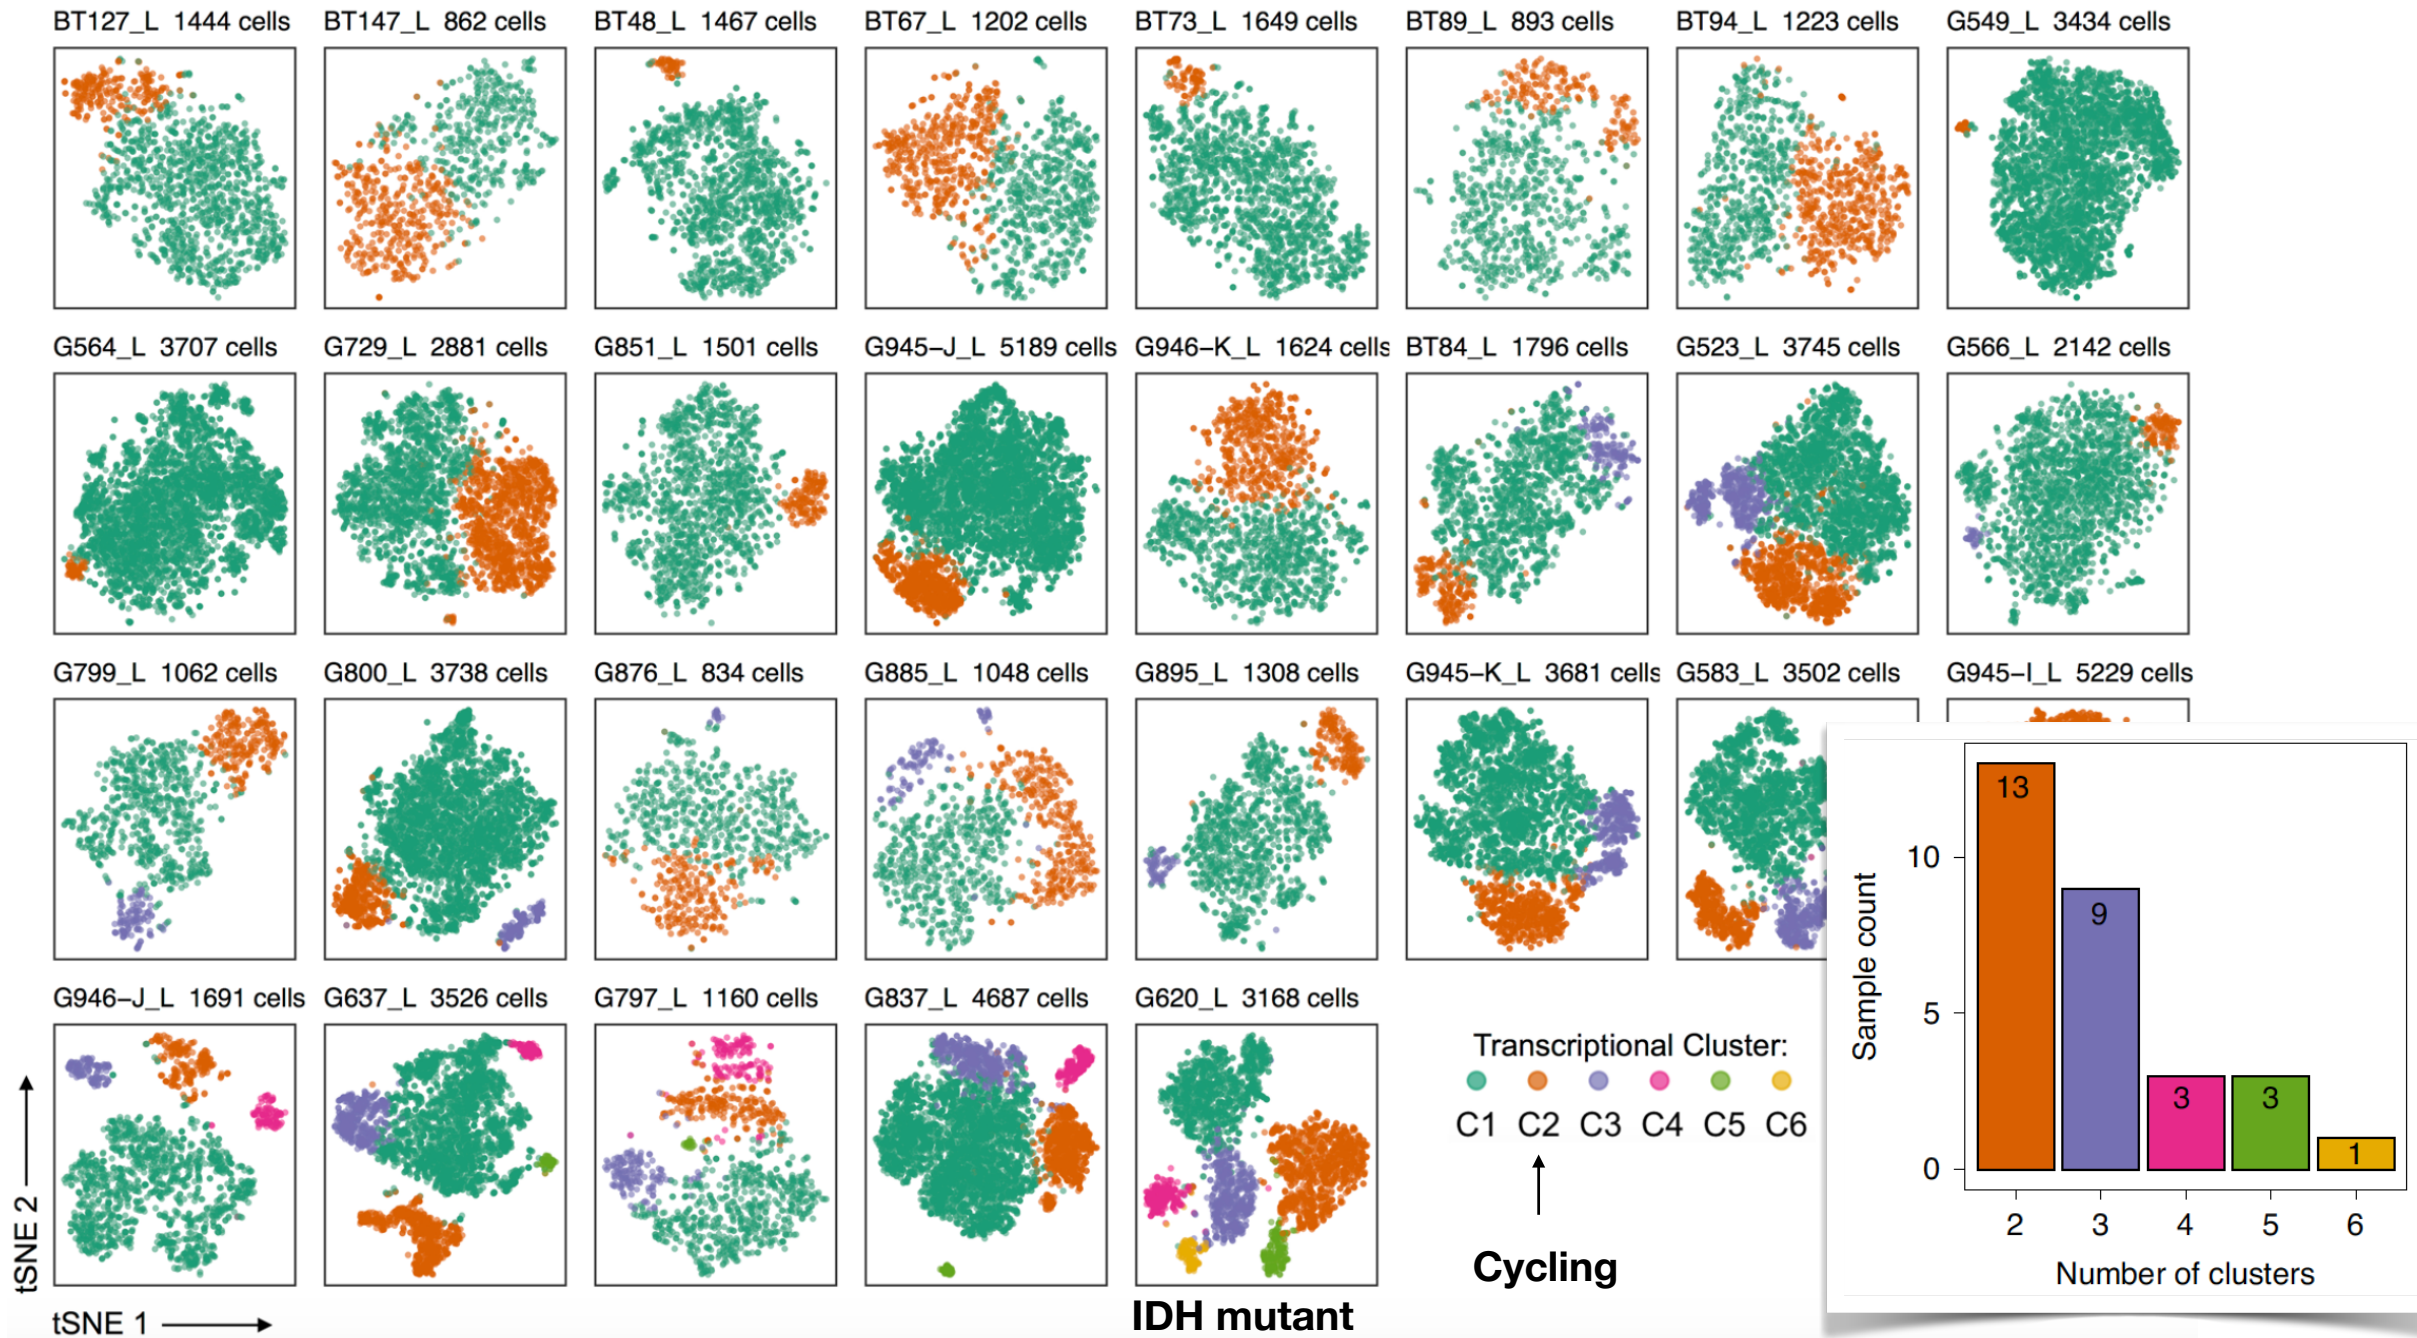 BT127_L 1444 cells
BT147_L 862 cells
BT48_L 1467 cells
BT67_L 1202 cells
BT73_L 1649 cells
BT89_L 893 cells
BT94_L 1223 cells
G549_L 3434 cells
G564_L 3707 cells
G729_L 2881 cells
G851_L 1501 cells
G945–J_L 5189 cells
G946–K_L 1624 cells
BT84_L 1796 cells
G523_L 3745 cells
G566_L 2142 cells
G799_L 1062 cells
G800_L 3738 cells
G876_L 834 cells
G885_L 1048 cells
G895_L 1308 cells
G945–K_L 3681 cells
G583_L 3502 cells
G945–I_L 5229 cells
G946–J_L 1691 cells
G637_L 3526 cells
G797_L 1160 cells
G837_L 4687 cells
G620_L 3168 cells
tSNE 2
tSNE 1
IDH mutant
Transcriptional Cluster:
C1 C2 C3 C4 C5 C6
Cycling
Sample count
10
5
0
13
9
3
3
1
2 3 4 5 6
Number of clusters